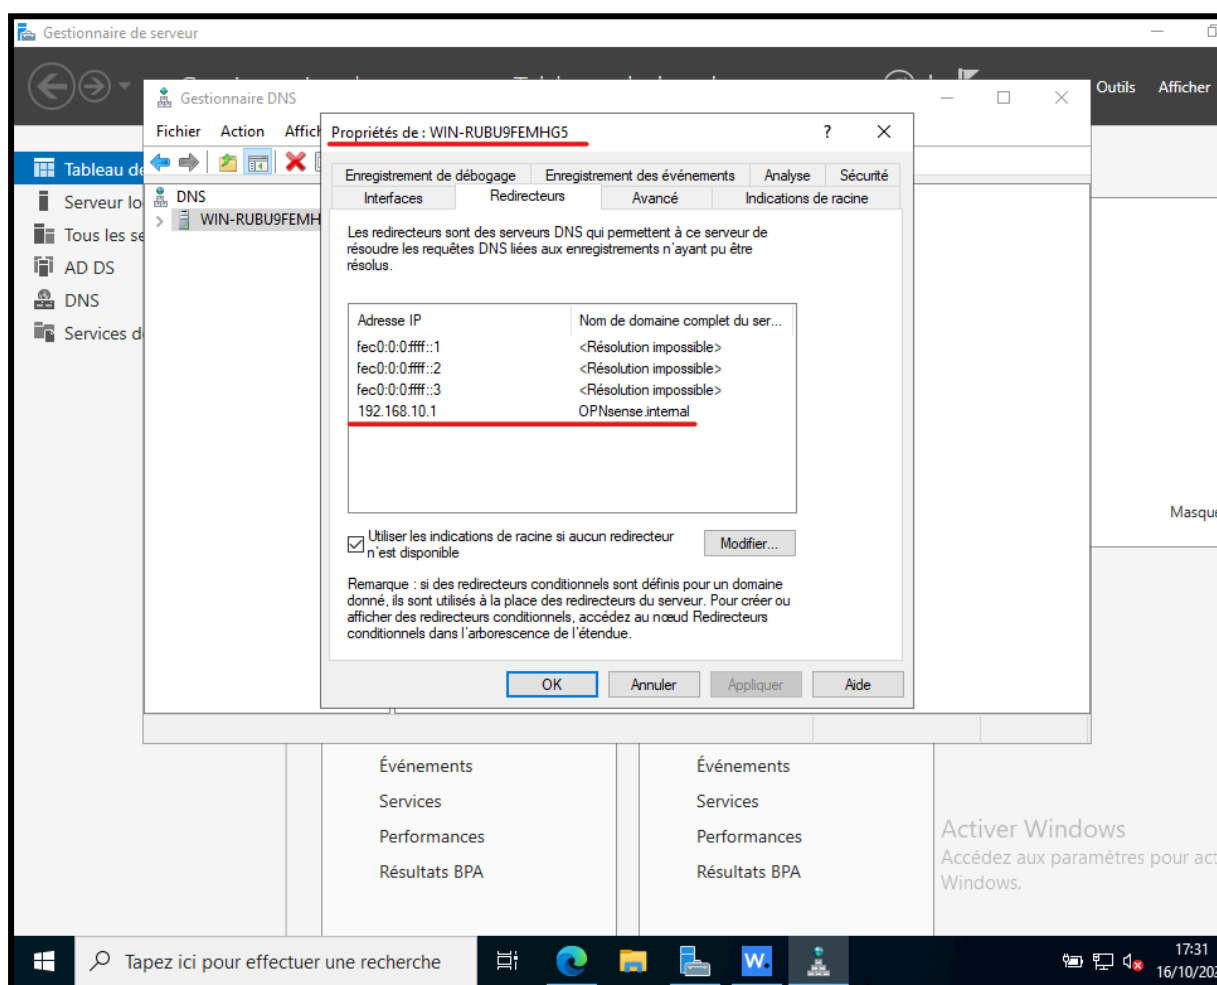 Gestionnaire de serveur
Outils Afficher
Gestionnaire DNS
Fichier Action Affich
Propriétés de : WIN-RUBU9FEMHG5
?
Enregistrement de débogage Enregistrement des événements Analyse Sécurité
Interfaces Redirecteurs Avancé Indications de racine
Tableau de
Serveur lo
Tous les se
AD DS
DNS
Services d
DNS
WIN-RUBU9FEMH
Les redirecteurs sont des serveurs DNS qui permettent à ce serveur de
résoudre les requêtes DNS liées aux enregistrements n'ayant pu être
résolus.
Adresse IP Nom de domaine complet du ser...
fec0:0:0:ffff::1 <Résolution impossible>
fec0:0:0:ffff::2 <Résolution impossible>
fec0:0:0:ffff::3 <Résolution impossible>
192.168.10.1 OPNsense.internal
Utiliser les indications de racine si aucun redirecteur
n'est disponible
Modifier...
Remarque : si des redirecteurs conditionnels sont définis pour un domaine
donné, ils sont utilisés à la place des redirecteurs du serveur. Pour créer ou
afficher des redirecteurs conditionnels, accédez au nœud Redirecteurs
conditionnels dans l'arborescence de l'étendue.
OK Annuler Appliquer Aide
Masqu
Événements Événements
Services Services
Performances Performances
Résultats BPA Résultats BPA
Activer Windows
Accédez aux paramètres pour act
Windows.
Tapez ici pour effectuer une recherche
W.
17:31
16/10/20